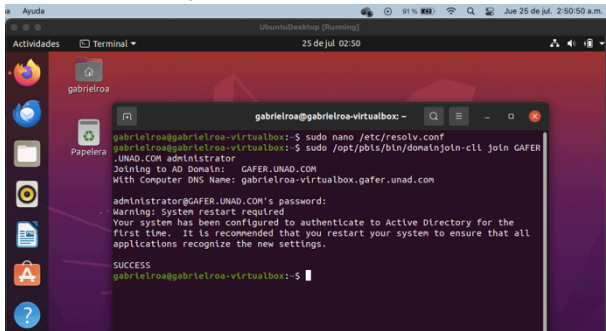 a Ayuda
91 %
Jue 25 de jul. 2:50:50 a.m.
UbuntuDesktop [Running]
Actividades
Terminal
25 de jul 02:50
gabrielroa
Papelera
gabrielroa@gabrielroa-virtualbox: ~
gabrielroa@gabrielroa-virtualbox:~$ sudo nano /etc/resolv.conf
gabrielroa@gabrielroa-virtualbox:~$ sudo /opt/pbis/bin/domainjoin-cli join GAFER
.UNAD.COM administrator
Joining to AD Domain:   GAFER.UNAD.COM
With Computer DNS Name: gabrielroa-virtualbox.gafer.unad.com
administrator@GAFER.UNAD.COM's password:
Warning: System restart required
Your system has been configured to authenticate to Active Directory for the
first time.  It is recommended that you restart your system to ensure that all
applications recognize the new settings.
SUCCESS
gabrielroa@gabrielroa-virtualbox:~$